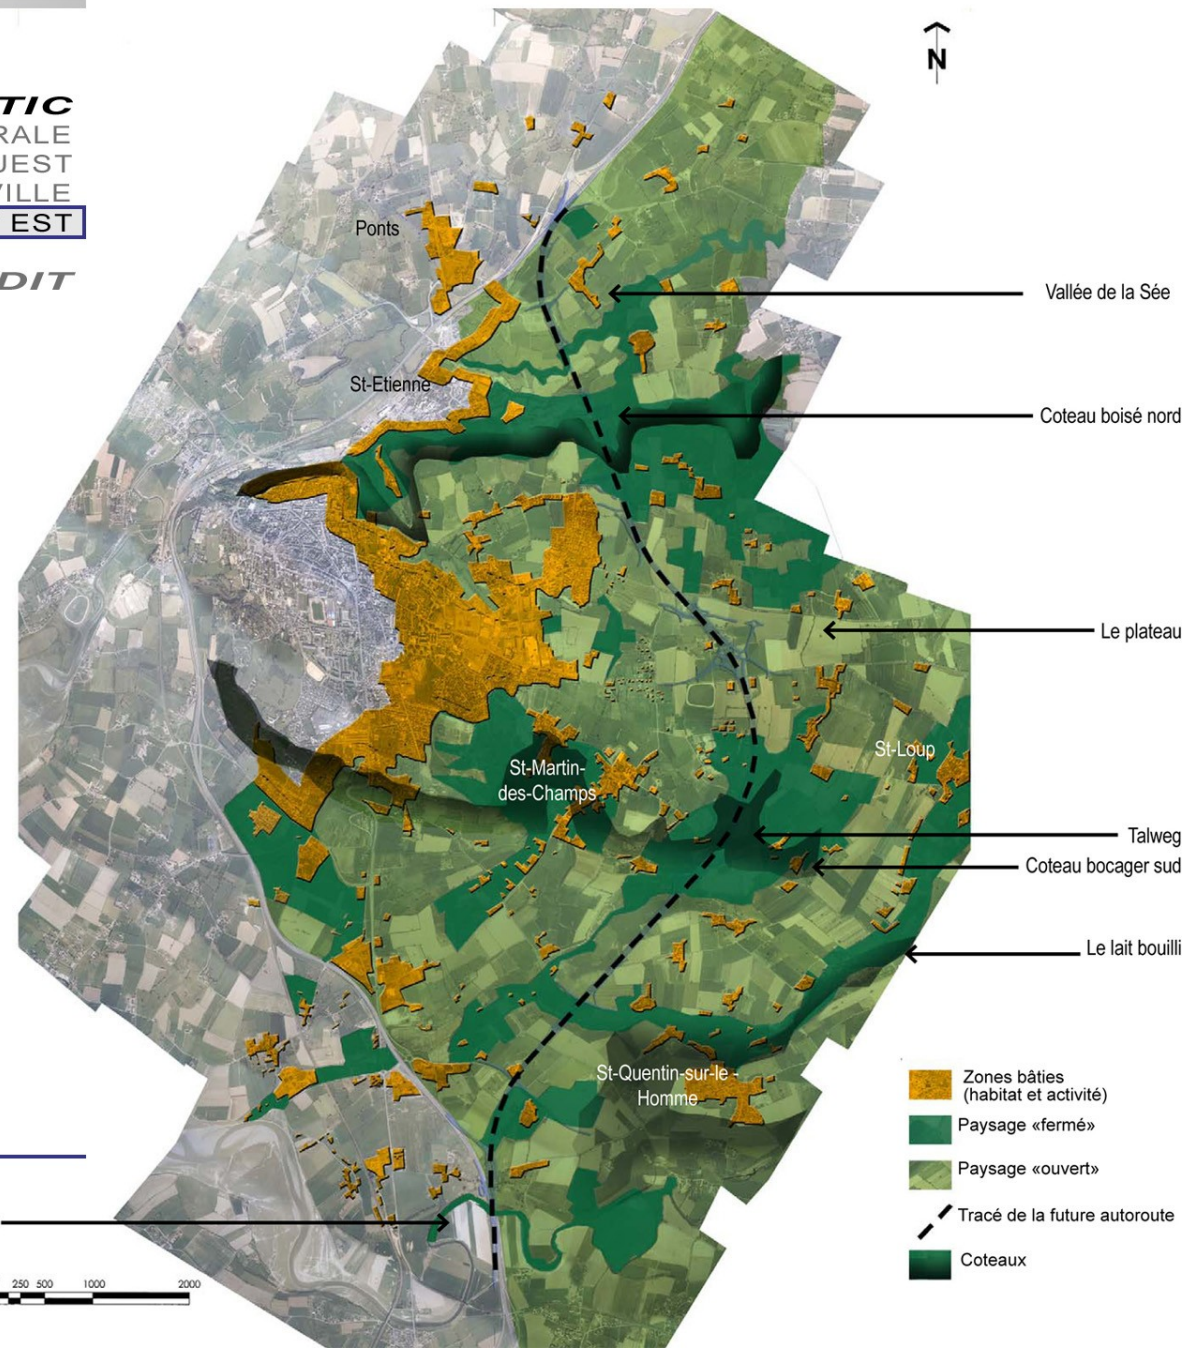 TIC
RALE
UEST
VILLE
EST
DIT
N
Ponts
Vallée de la Sée
St-Etienne
Coteau boisé nord
Le plateau
St-Loup
St-Martin-
des-Champs
Talweg
Coteau bocager sud
Le lait bouilli
St-Quentin-sur-le -
Homme
Zones bâties
(habitat et activité)
Paysage «fermé»
Paysage «ouvert»
Tracé de la future autoroute
Coteaux
250 500 1000 2000